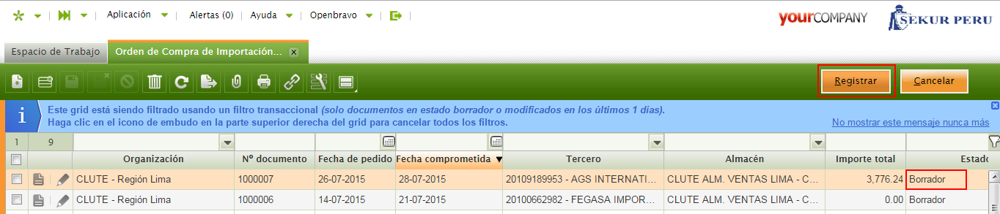 Aplicación Alertas (0) Ayuda Openbravo
yourCOMPANY SEKUR PERU
Espacio de Trabajo Orden de Compra de Importación... x
Registrar Cancelar
i Este grid está siendo filtrado usando un filtro transaccional (solo documentos en estado borrador o modificados en los últimos 1 días).
Haga clic en el icono de embudo en la parte superior derecha del grid para cancelar todos los filtros. No mostrar este mensaje nunca más
1 9
Organización Nº documento Fecha de pedido Fecha comprometida Tercero Almacén Importe total Estado
CLUTE - Región Lima 1000007 26-07-2015 28-07-2015 20109189953 - AGS INTERNATI... CLUTE ALM. VENTAS LIMA - C... 3,776.24 Borrador
CLUTE - Región Lima 1000006 14-07-2015 21-07-2015 20100662982 - FEGASA IMPOR... CLUTE ALM. VENTAS LIMA - C... 0.00 Borrador